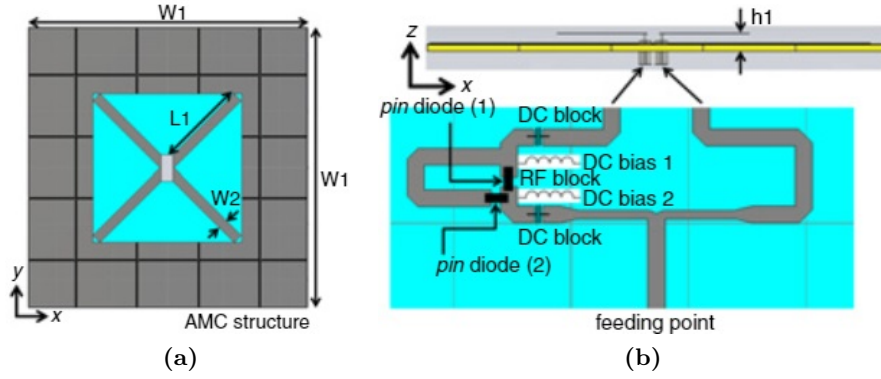 W1
L1
W1
W2
y
x
AMC structure
(a)
h1
z
x
pin diode (1)
DC block
DC bias 1
RF block
DC bias 2
DC block
pin diode (2)
feeding point
(b)